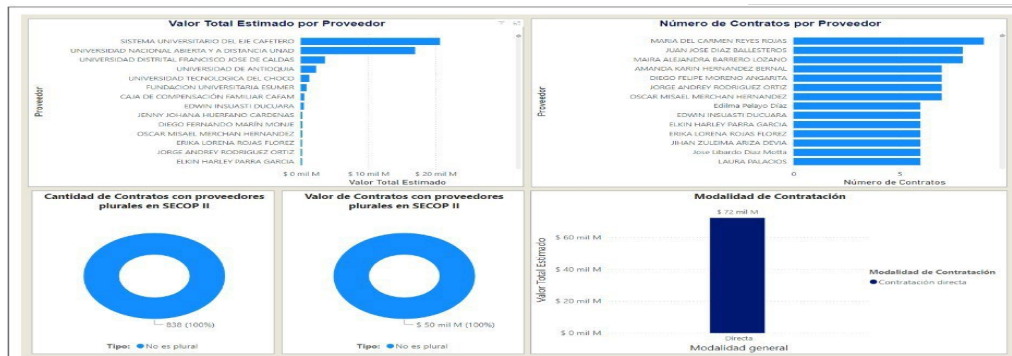 Valor Total Estimado por Proveedor
Proveedor
SISTEMA UNIVERSITARIO DEL EJE CAFETERO
UNIVERSIDAD NACIONAL ABIERTA Y A DISTANCIA UNAD
UNIVERSIDAD DISTRITAL FRANCISCO JOSE DE CALDAS
UNIVERSIDAD DE ANTIOQUIA
UNIVERSIDAD TECNOLOGICA DEL CHOCO
FUNDACION UNIVERSITARIA ESUMER
CAJA DE COMPENSACIÓN FAMILIAR CAFAM
EDWIN INSUASTI DUCUARA
JENNY JOHANA HUERFANO CARDENAS
DIEGO FERNANDO MARÍN MONJE
OSCAR MISAEL MERCHAN HERNANDEZ
ERIKA LORENA ROJAS FLOREZ
JORGE ANDREY RODRIGUEZ ORTIZ
ELKIN HARLEY PARRA GARCIA
$ 0 mil M
$ 10 mil M
$ 20 mil M
Valor Total Estimado
Número de Contratos por Proveedor
Proveedor
MARIA DEL CARMEN REYES ROJAS
JUAN JOSE DIAZ BALLESTEROS
MAIRA ALEJANDRA BARRERO LOZANO
AMANDA KARIN HERNANDEZ BERNAL
DIEGO FELIPE MORENO ANGARITA
JORGE ANDREY RODRIGUEZ ORTIZ
OSCAR MISAEL MERCHAN HERNANDEZ
Edilma Pelayo Díaz
EDWIN INSUASTI DUCUARA
ELKIN HARLEY PARRA GARCIA
ERIKA LORENA ROJAS FLOREZ
JIHAN ZULDIMA ARIZA DEVIA
Jose Libardo Diaz Motta
LAURA PALACIOS
0
5
Número de Contratos
Cantidad de Contratos con proveedores
plurales en SECOP II
838 (100%)
Tipo: No es plural
Valor de Contratos con proveedores
plurales en SECOP II
$ 50 mil M (100%)
Tipo: No es plural
Modalidad de Contratación
Valor Total Estimado
$ 72 mil M
$ 60 mil M
$ 40 mil M
$ 20 mil M
$ 0 mil M
Directa
Modalidad general
Modalidad de Contratación
Contratación directa